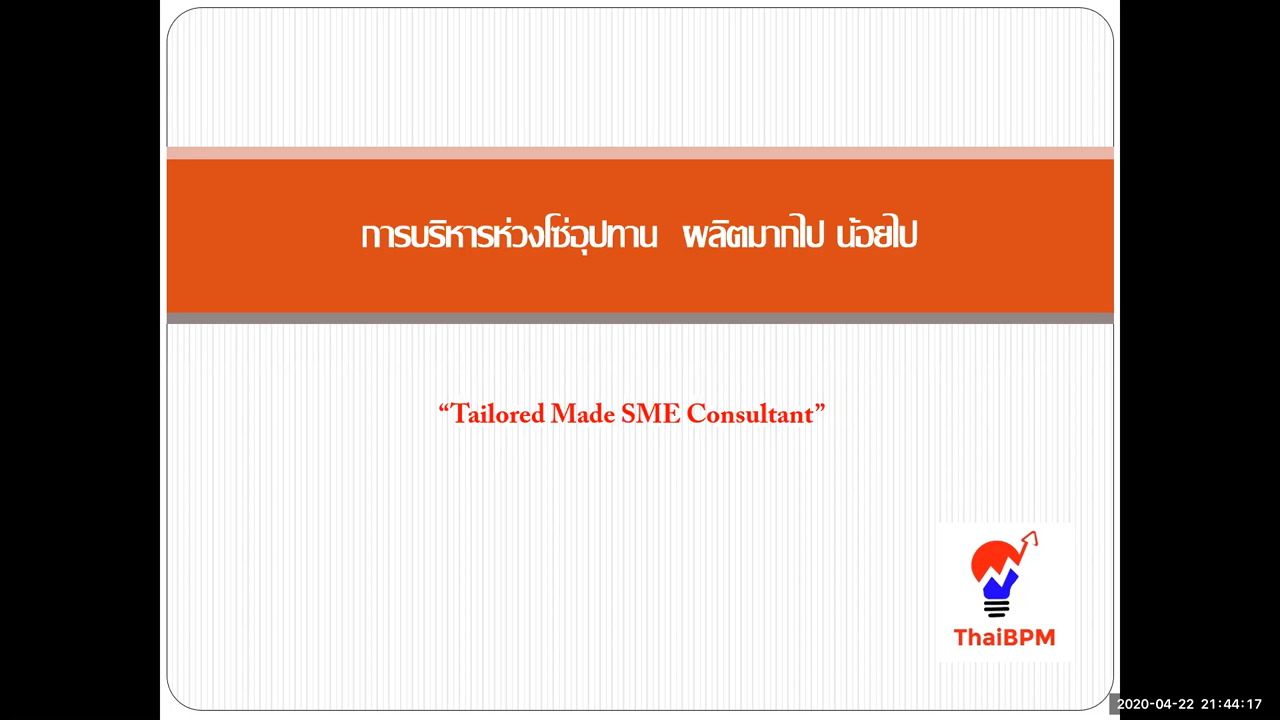 การบริหารห่วงโซ่อุปทาน ผลิตมากไป น้อยไป
“Tailored Made SME Consultant”
ThaiBPM
2020-04-22 21:44:17